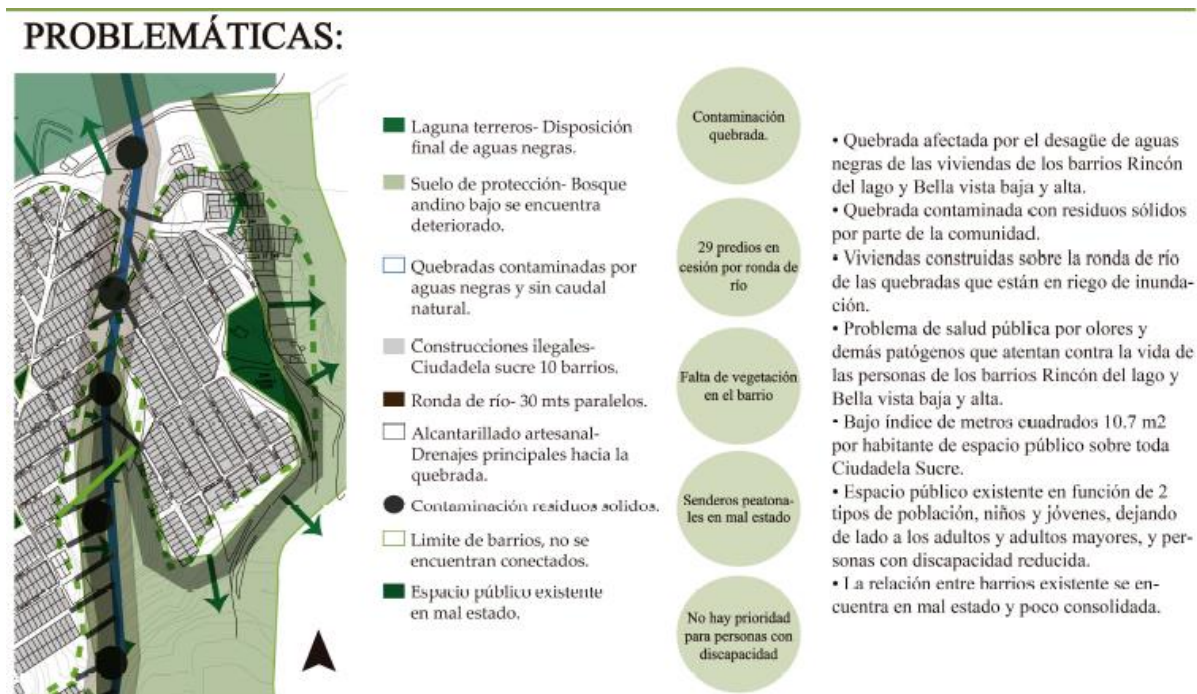 PROBLEMÁTICAS:
Laguna terreros- Disposición
final de aguas negras.
Suelo de protección- Bosque
andino bajo se encuentra
deteriorado.
Quebradas contaminadas por
aguas negras y sin caudal
natural.
Construcciones ilegales-
Ciudadela sucre 10 barrios.
Ronda de río- 30 mts paralelos.
Alcantarillado artesanal-
Drenajes principales hacia la
quebrada.
Contaminación residuos solidos.
Limite de barrios, no se
encuentran conectados.
Espacio público existente
en mal estado.
Contaminación
quebrada.
29 predios en
cesión por ronda de
río
Falta de vegetación
en el barrio
Senderos peatona-
les en mal estado
No hay prioridad
para personas con
discapacidad
• Quebrada afectada por el desagüe de aguas
negras de las viviendas de los barrios Rincón
del lago y Bella vista baja y alta.
• Quebrada contaminada con residuos sólidos
por parte de la comunidad.
• Viviendas construidas sobre la ronda de río
de las quebradas que están en riego de inunda-
ción.
• Problema de salud pública por olores y
demás patógenos que atentan contra la vida de
las personas de los barrios Rincón del lago y
Bella vista baja y alta.
• Bajo índice de metros cuadrados 10.7 m2
por habitante de espacio público sobre toda
Ciudadela Sucre.
• Espacio público existente en función de 2
tipos de población, niños y jóvenes, dejando
de lado a los adultos y adultos mayores, y per-
sonas con discapacidad reducida.
• La relación entre barrios existente se en-
cuentra en mal estado y poco consolidada.